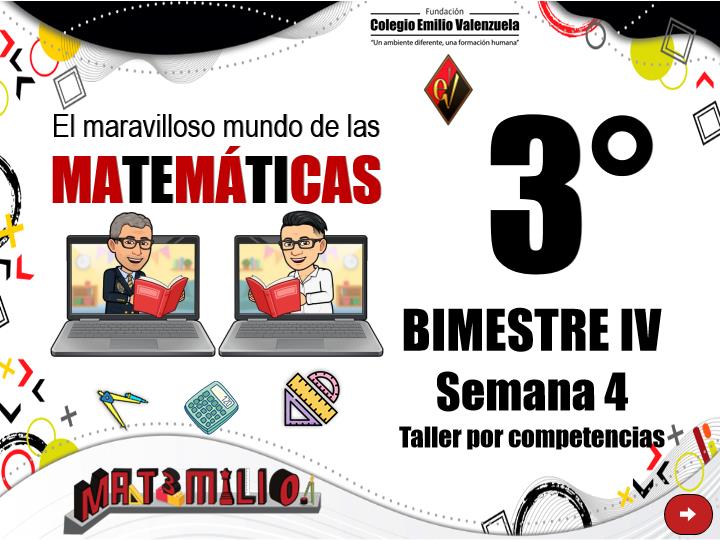 Fundación
Colegio Emilio Valenzuela
"Un ambiente diferente, una formación humana"
El maravilloso mundo de las
MATEMÁTICAS
3°
BIMESTRE IV
Semana 4
Taller por competencias
MAT3MILIO.